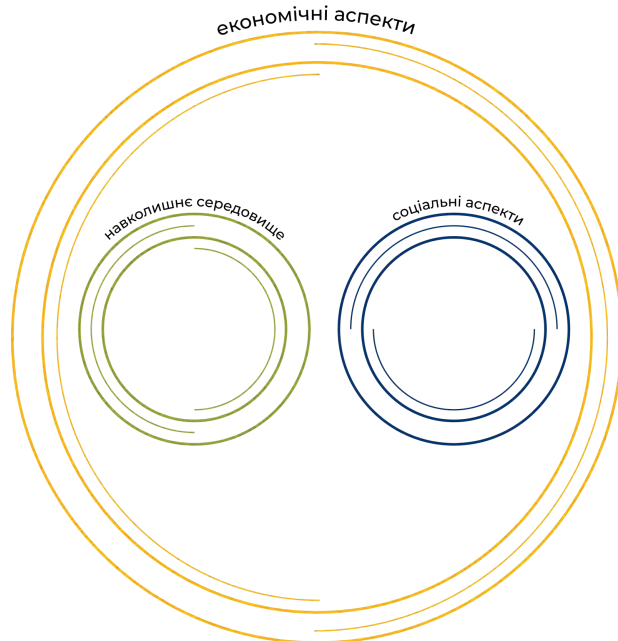 економічні аспекти
навколишнє середовище
соціальні аспекти